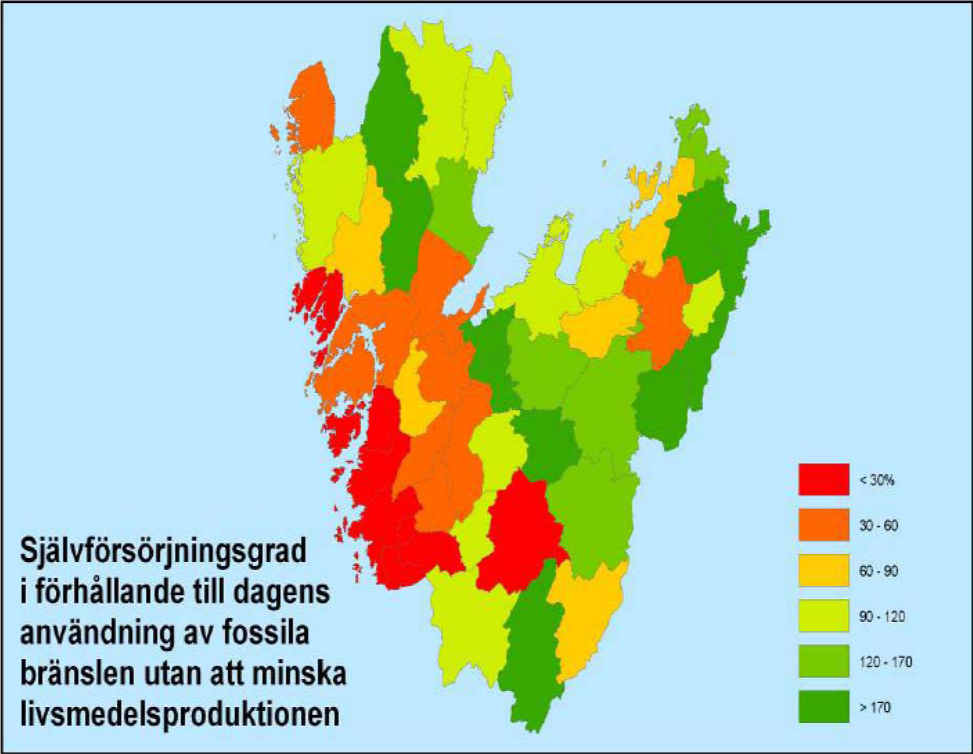 Självförsörjningsgrad
i förhållande till dagens
användning av fossila
bränslen utan att minska
livsmedelsproduktionen
< 30%
30 - 60
60 - 90
90 - 120
120 - 170
> 170